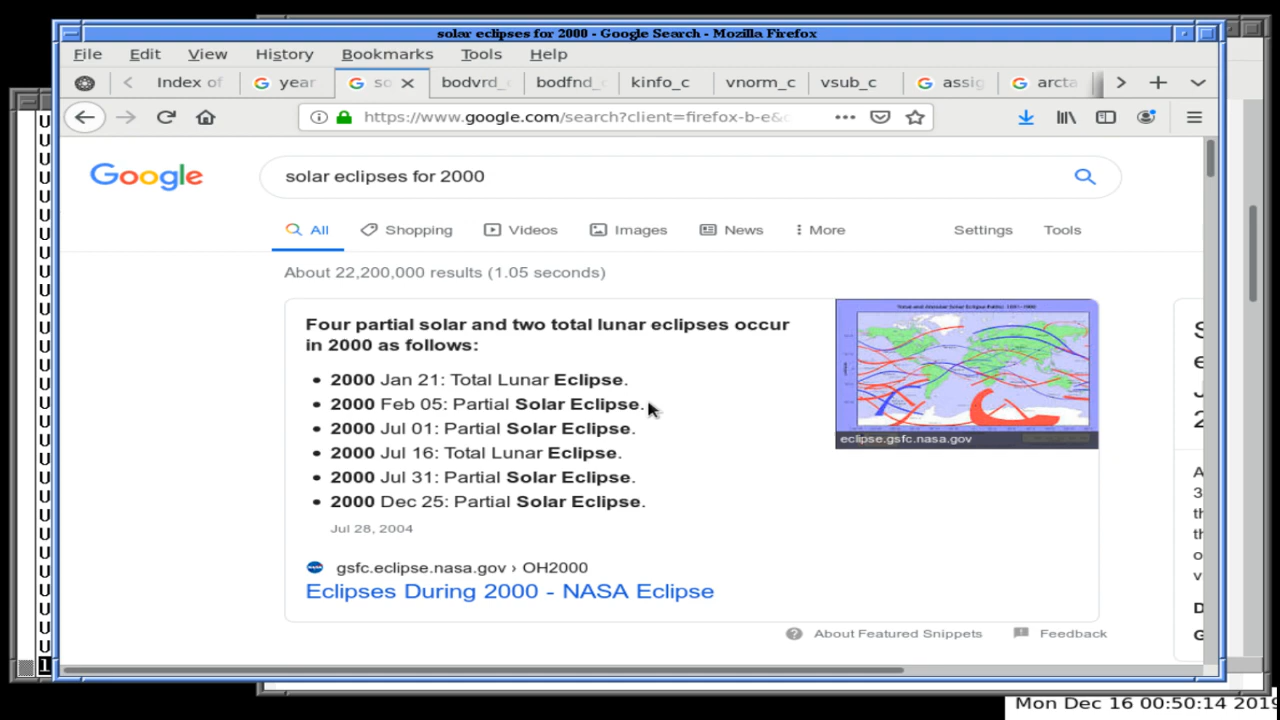 solar eclipses for 2000 - Google Search - Mozilla Firefox
File Edit View History Bookmarks Tools Help
Index of year so bodvrd_ bodfnd_ kinfo_c vnorm_c vsub_c assig arcta
https://www.google.com/search?client=firefox-b-e&
Google
solar eclipses for 2000
All Shopping Videos Images News More Settings Tools
About 22,200,000 results (1.05 seconds)
Four partial solar and two total lunar eclipses occur
in 2000 as follows:
• 2000 Jan 21: Total Lunar Eclipse.
• 2000 Feb 05: Partial Solar Eclipse.
• 2000 Jul 01: Partial Solar Eclipse.
• 2000 Jul 16: Total Lunar Eclipse.
• 2000 Jul 31: Partial Solar Eclipse.
• 2000 Dec 25: Partial Solar Eclipse.
Jul 28, 2004
eclipse.gsfc.nasa.gov
gsfc.eclipse.nasa.gov › OH2000
Eclipses During 2000 - NASA Eclipse
About Featured Snippets Feedback
Mon Dec 16 00:50:14 2019